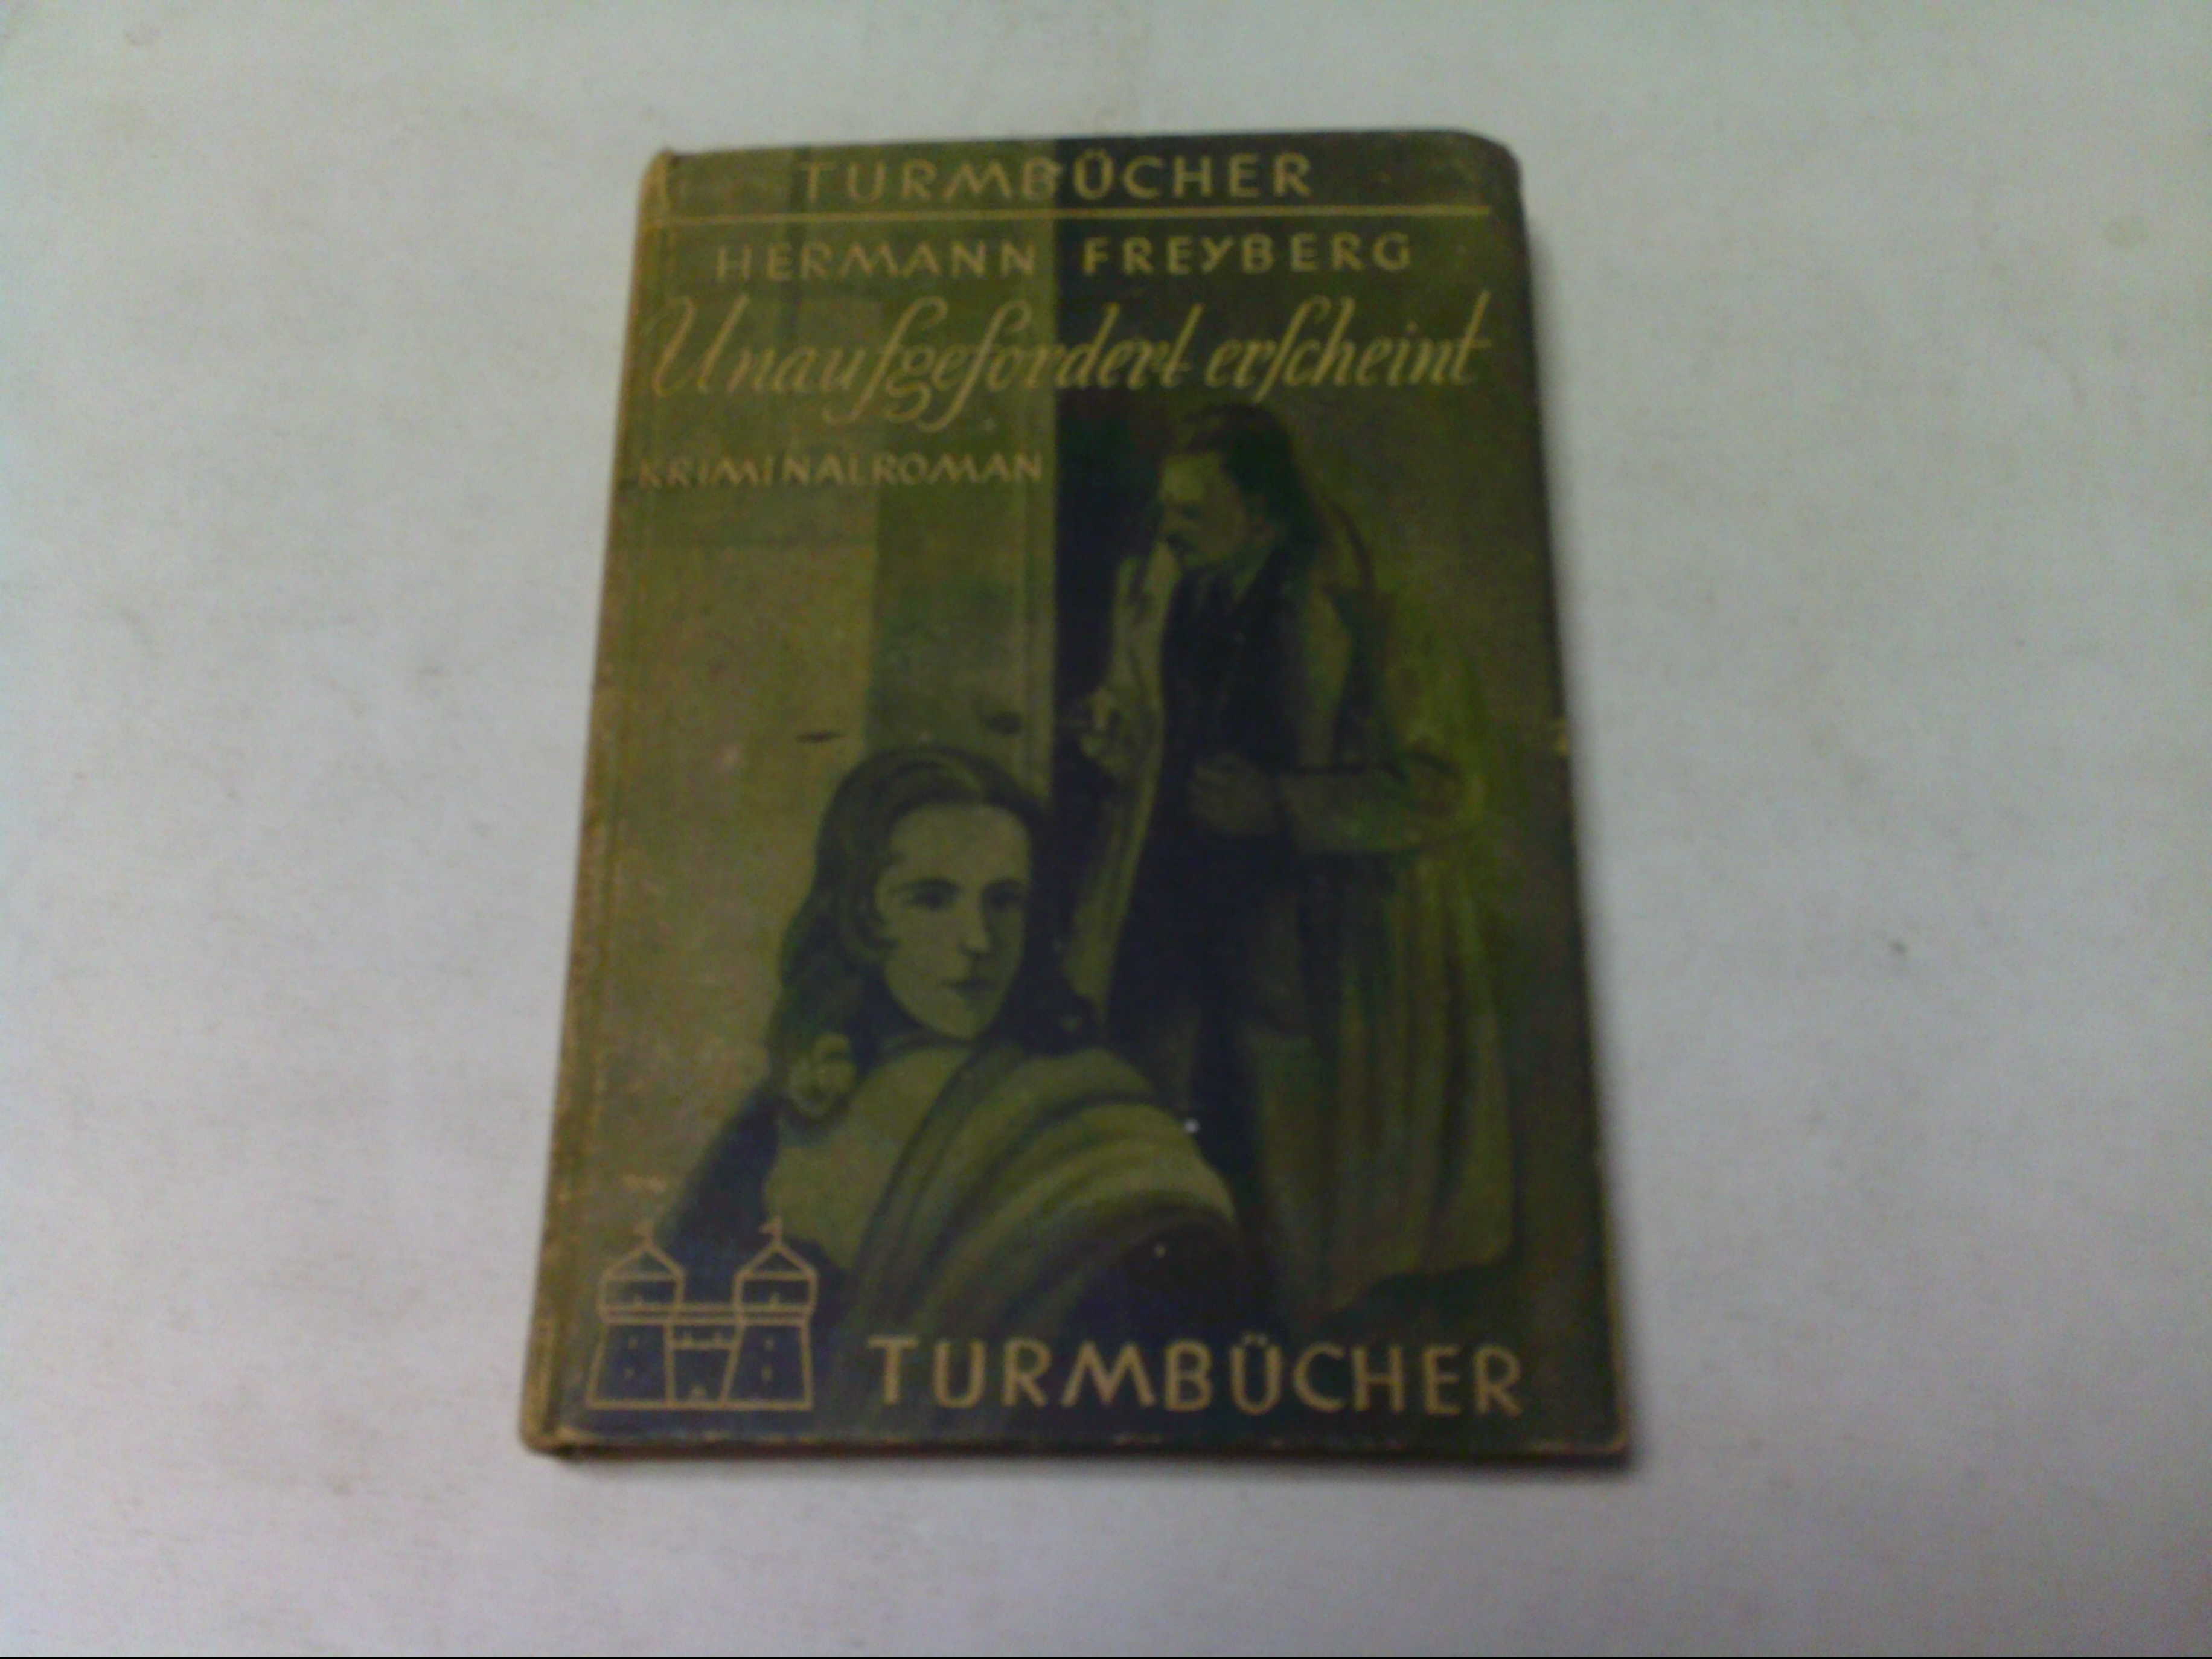 TURMBÜCHER
HERMANN FREYBERG
Unaufgefordert erſcheint
KRIMINALROMAN
TURMBÜCHER